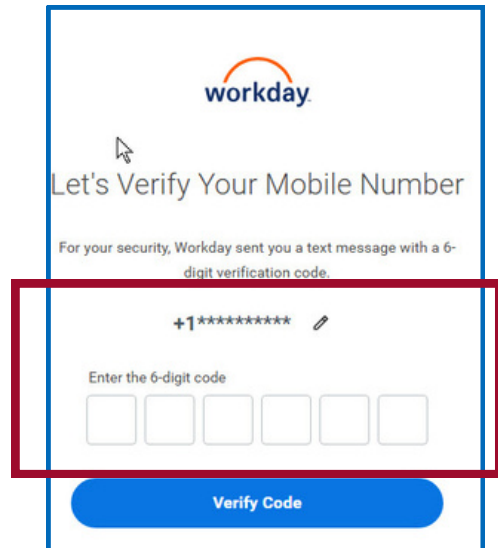 workday.
Let's Verify Your Mobile Number
For your security, Workday sent you a text message with a 6-
digit verification code.
+1**********
Enter the 6-digit code
Verify Code